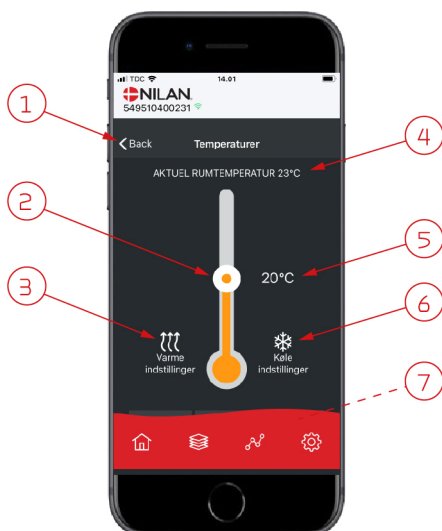 TDC
14.01
NILAN
549510400231
Back
Temperaturer
AKTUEL RUMTEMPERATUR 23°C
20°C
Varme
indstillinger
Køle
indstillinger
1
2
3
4
5
6
7